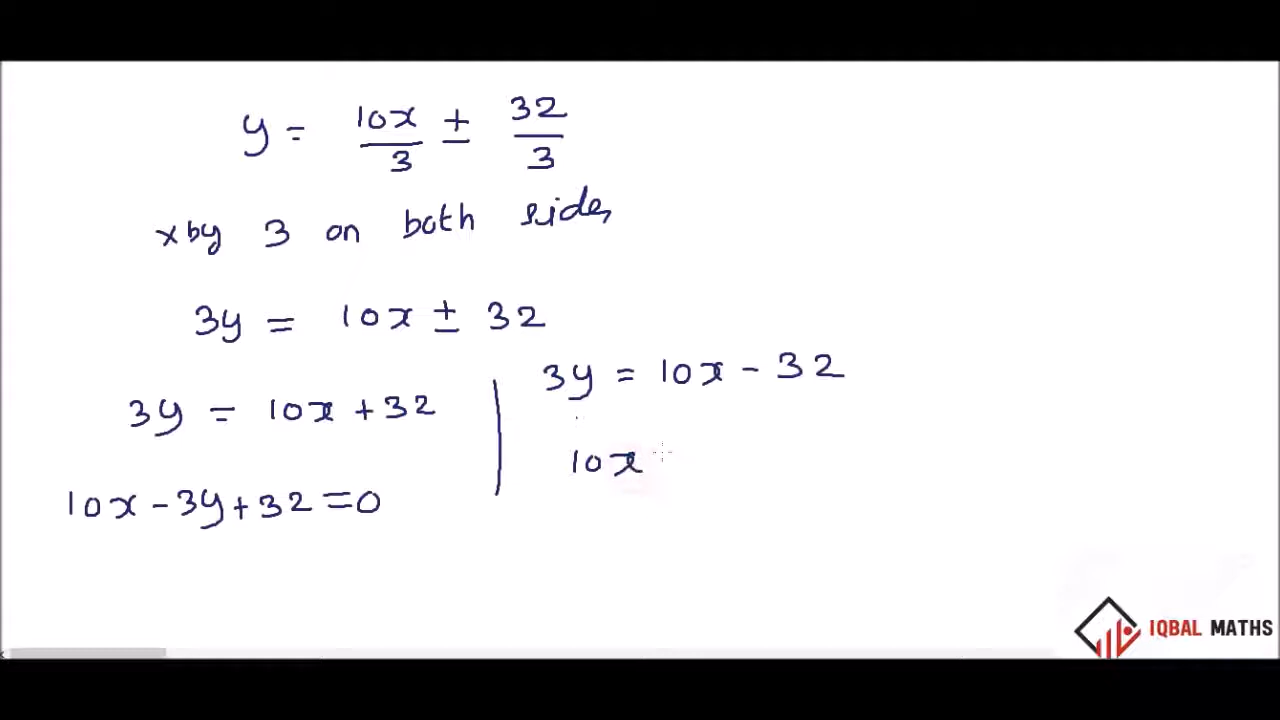 y = 10x/3 ± 32/3
x by 3 on both sides
3y = 10x ± 32
3y = 10x + 32
10x - 3y + 32 = 0
3y = 10x - 32
10x
IQBAL MATHS